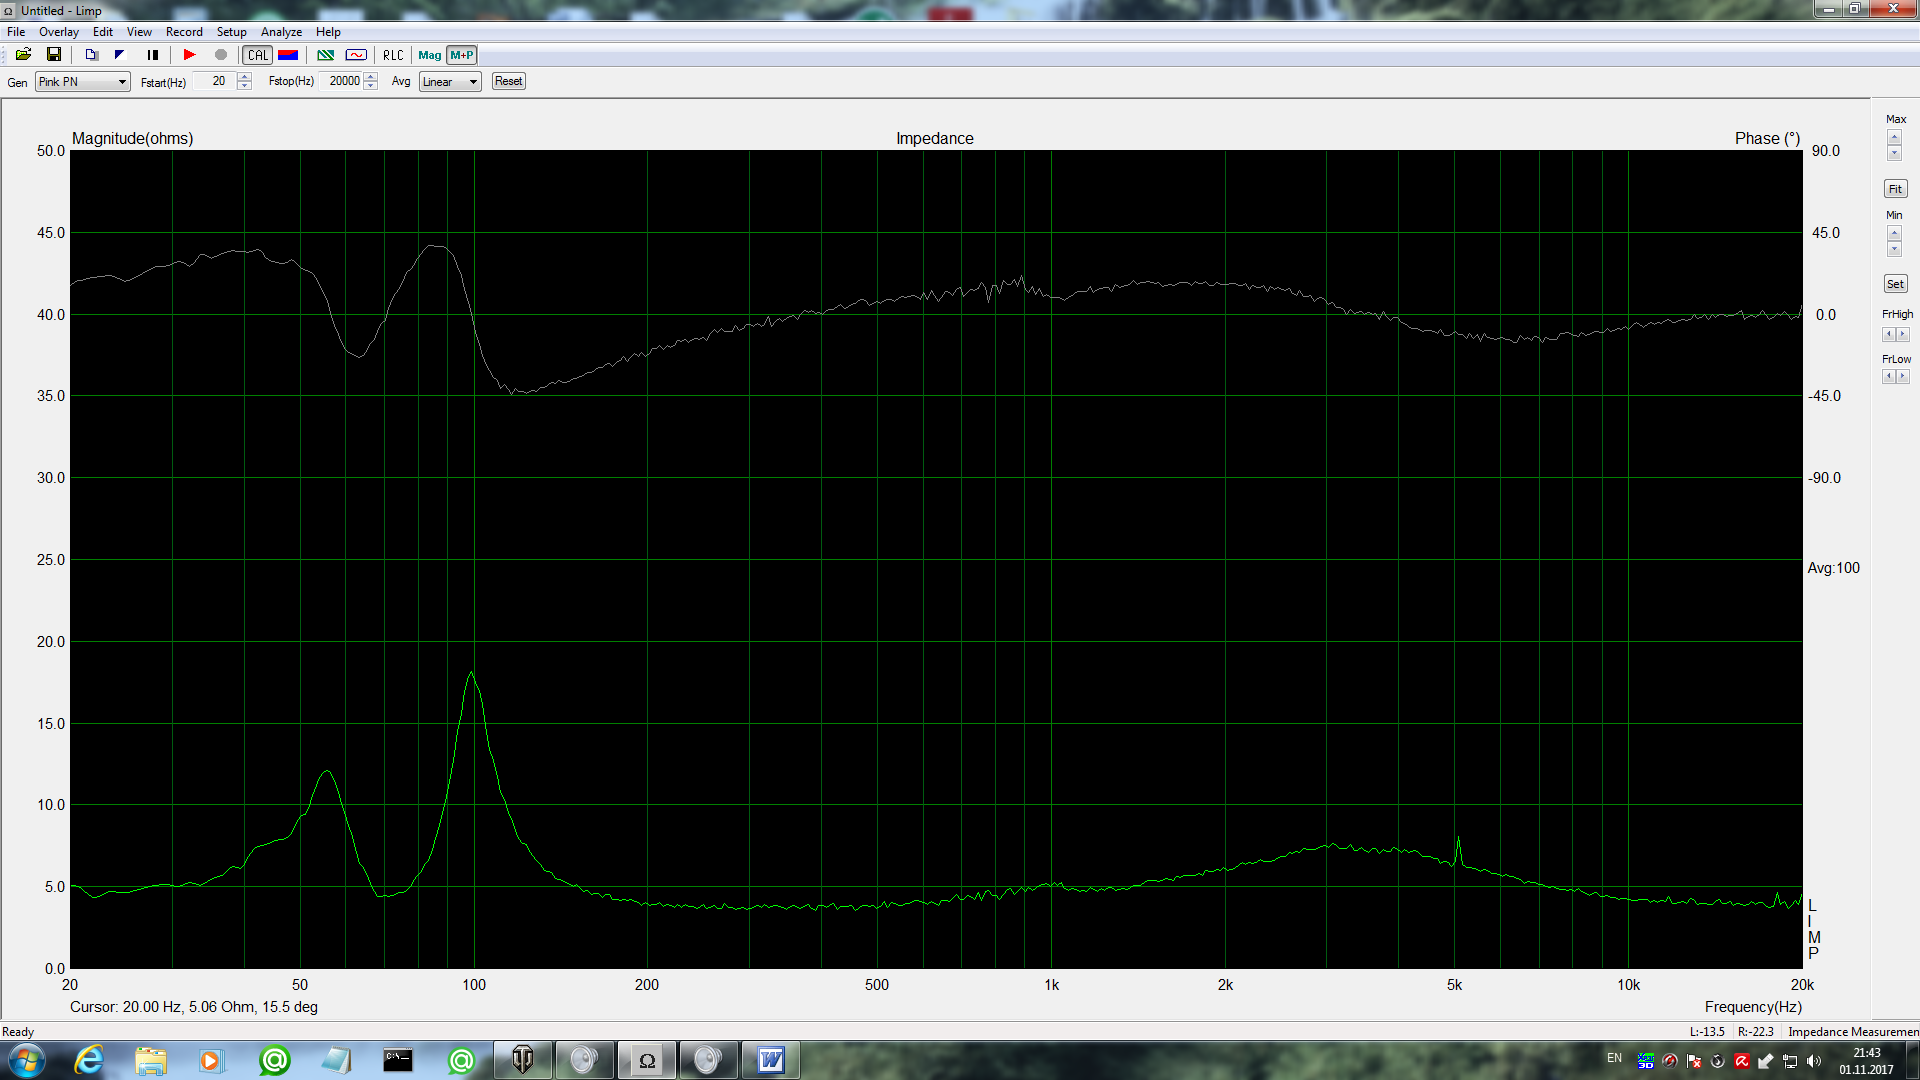 Ω Untitled - Limp
File Overlay Edit View Record Setup Analyze Help
CAL RLC Mag M+P
Gen Pink PN Fstart(Hz) 20 Fstop(Hz) 20000 Avg Linear Reset
Magnitude(ohms) Impedance Phase (°)
50.0 90.0
45.0 45.0
40.0 0.0
35.0 -45.0
30.0 -90.0
25.0
Avg:100
20.0
15.0
10.0
5.0
0.0
L
I
M
P
20 50 100 200 500 1k 2k 5k 10k 20k
Cursor: 20.00 Hz, 5.06 Ohm, 15.5 deg Frequency(Hz)
Max
Fit
Min
Set
FrHigh
FrLow
Ready L:-13.5 R:-22.3 Impedance Measuremen
C:\_
Ω
W
EN
3D
21:43
01.11.2017